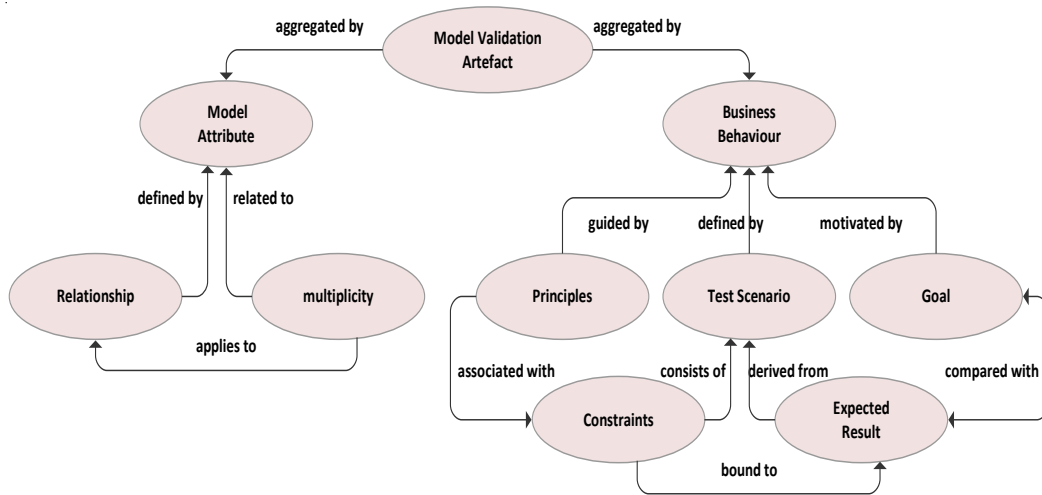 aggregated by
Model Validation
Artefact
aggregated by
Model
Attribute
Business
Behaviour
defined by
related to
guided by
defined by
motivated by
Relationship
multiplicity
Principles
Test Scenario
Goal
applies to
associated with
consists of
derived from
compared with
Constraints
Expected
Result
bound to